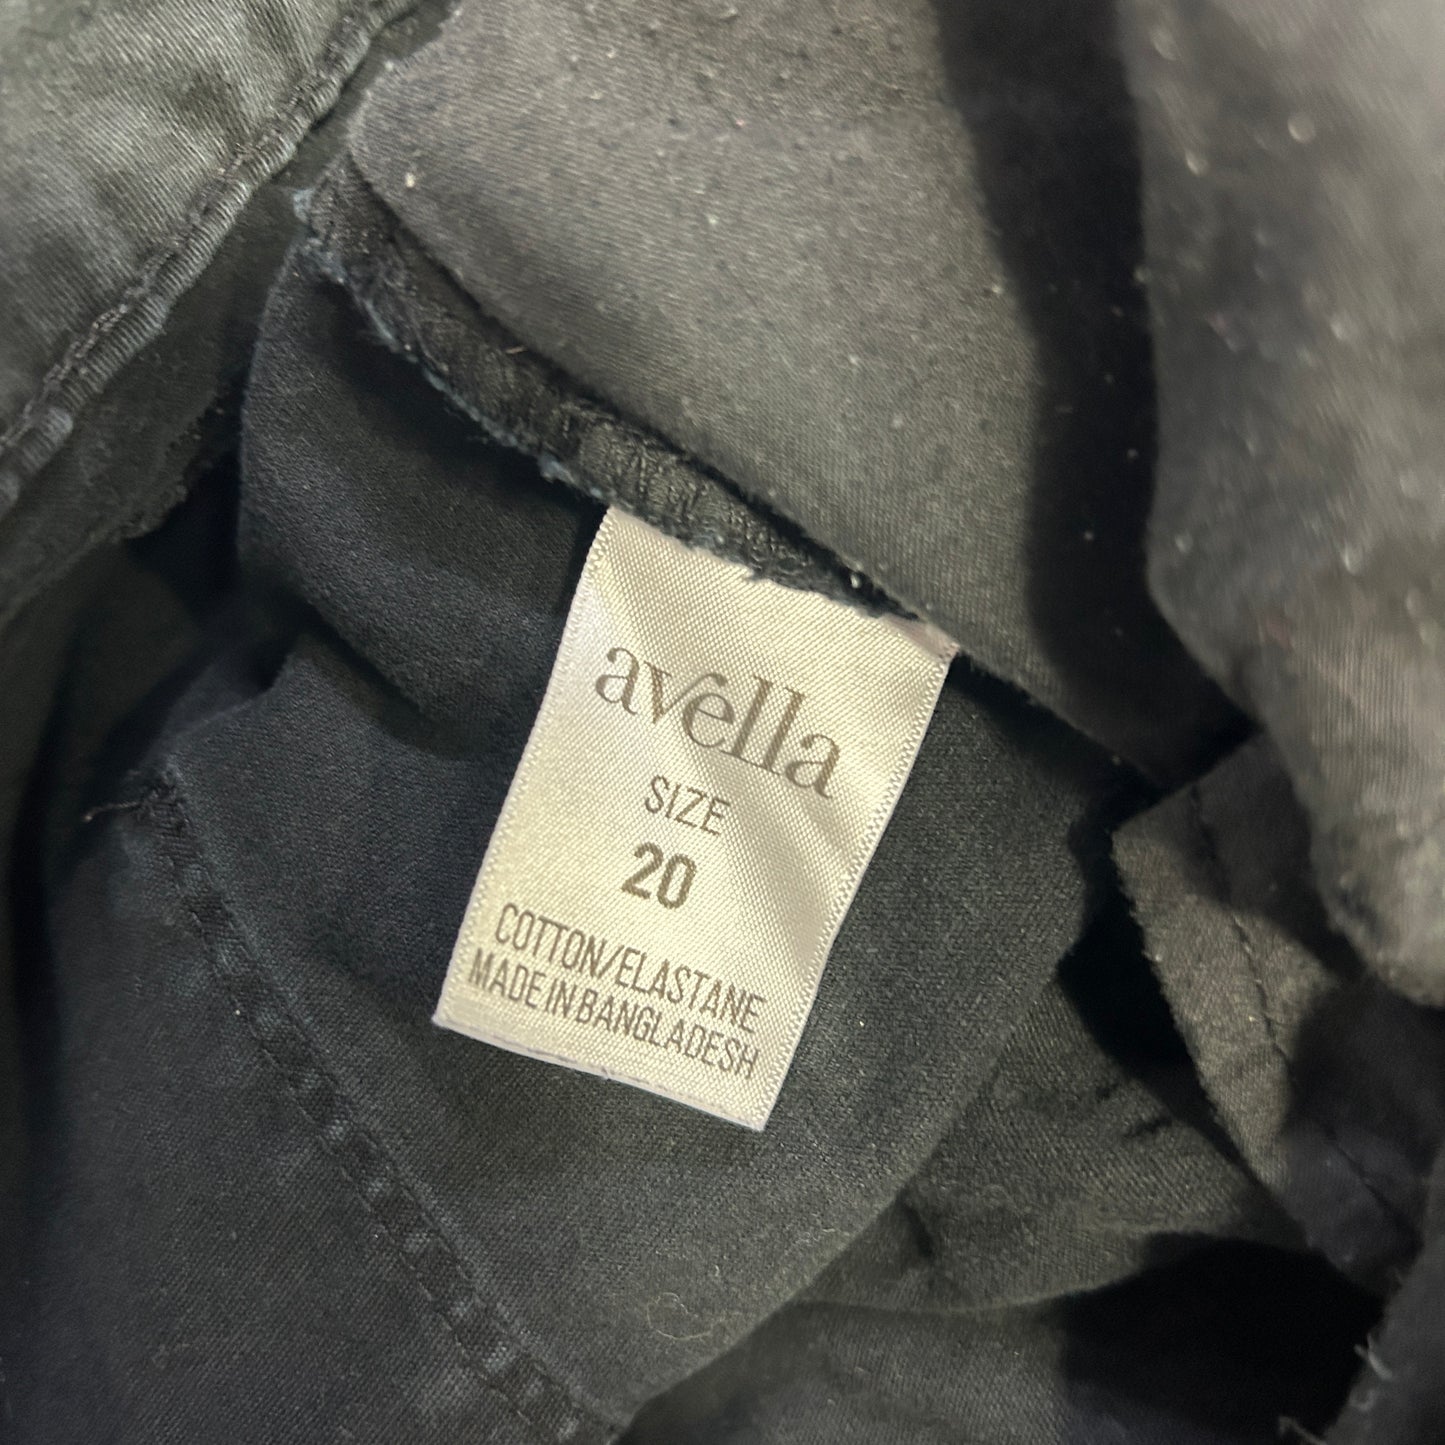 avella
SIZE
20
COTTON/ELASTANE
MADE IN BANGLADESH